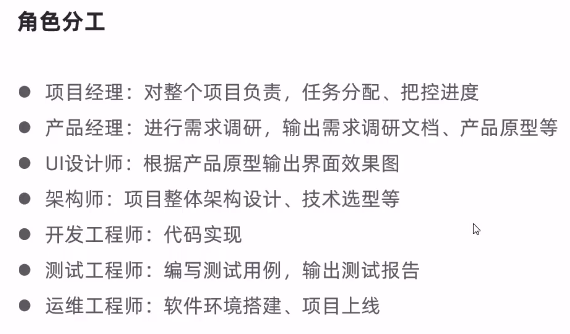 角色分工
● 项目经理：对整个项目负责，任务分配、把控进度
● 产品经理：进行需求调研，输出需求调研文档、产品原型等
● UI设计师：根据产品原型输出界面效果图
● 架构师：项目整体架构设计、技术选型等
● 开发工程师：代码实现
● 测试工程师：编写测试用例，输出测试报告
● 运维工程师：软件环境搭建、项目上线